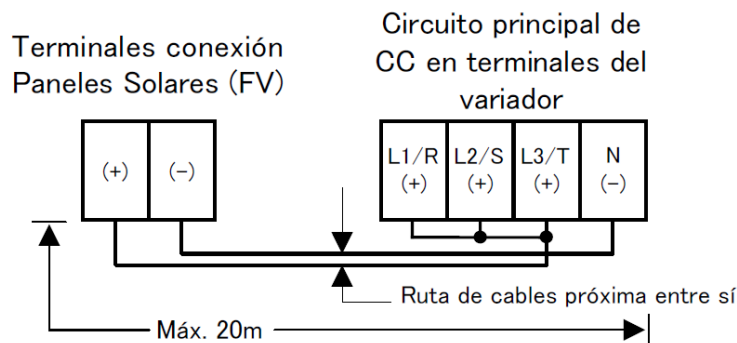 Terminales conexión
Paneles Solares (FV)
Circuito principal de
CC en terminales del
variador
(+)
(-)
L1/R
(+)
L2/S
(+)
L3/T
(+)
N
(-)
Ruta de cables próxima entre sí
Máx. 20m